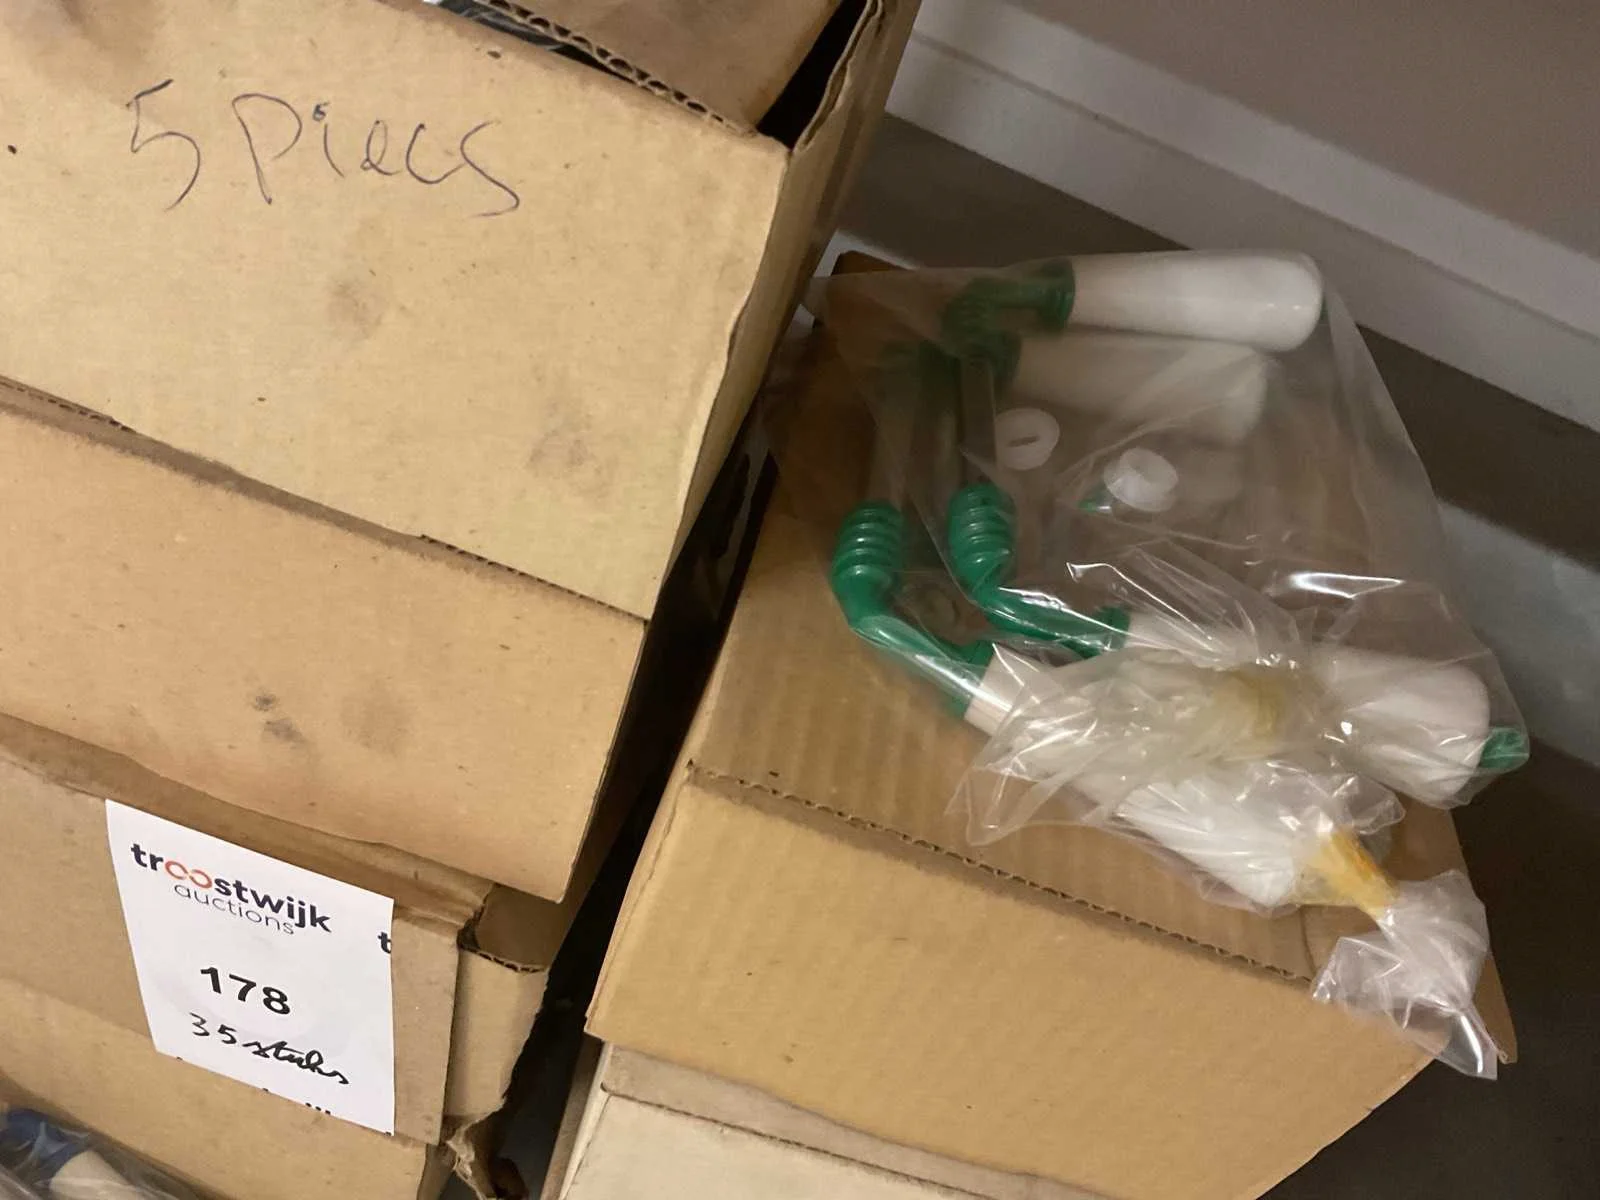 5 Piecs
troostwijk
auctions
t
178
35 stuks